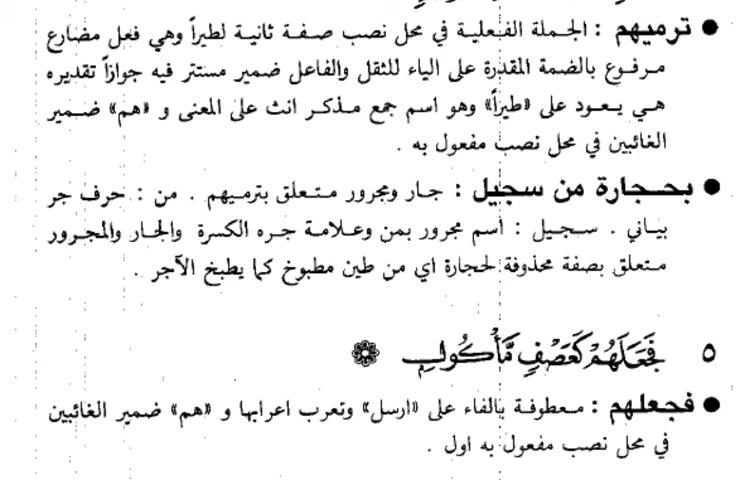 ● ترميهم : الجملة الفعلية في محل نصب صفة ثانية لطيراً وهي فعل مضارع
مرفوع بالضمة المقدرة على الياء للثقل والفاعل ضمير مستتر فيه جوازاً تقديره
هي يعود على «طيراً» وهو اسم جمع مذكر انث على المعنى و «هم» ضمير
الغائبين في محل نصب مفعول به .
● بحجارة من سجيل : جار ومجرور متعلق بترميهم . من : حرف جر
بياني . سجيل : اسم مجرور بمن وعلامة جره الكسرة والجار والمجرور
متعلق بصفة محذوفة لحجارة اي من طين مطبوخ كما يطبخ الآجر .
٥ فَجَعَلَهُمْ كَعَصْفٍ مَّأْكُولٍ
● فجعلهم : معطوفة بالفاء على «ارسل» وتعرب اعرابها و «هم» ضمير الغائبين
في محل نصب مفعول به اول .